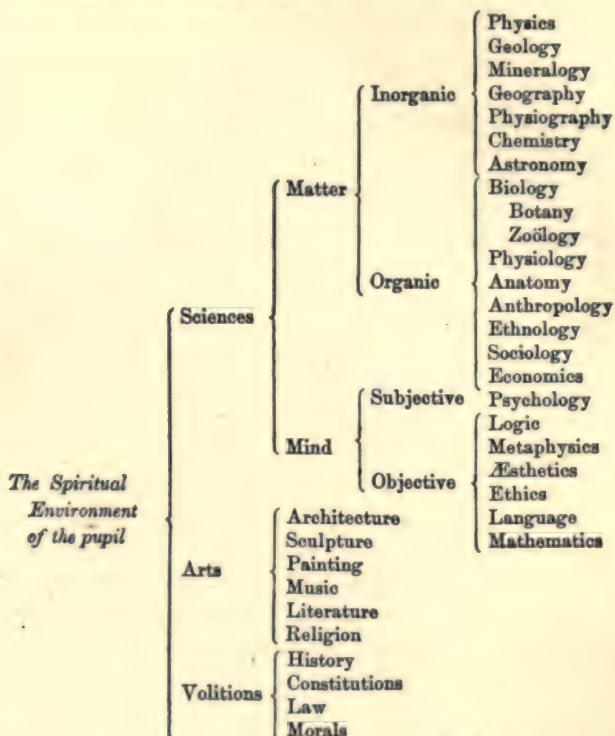 Physics
Geology
Mineralogy
Inorganic Geography
Physiography
Chemistry
Astronomy
Matter Biology
Botany
Zoölogy
Physiology
Organic Anatomy
Anthropology
Sciences Ethnology
Sociology
Economics
Subjective Psychology
Logic
Mind Metaphysics
Æsthetics
The Spiritual Objective Ethics
Environment Architecture Language
of the pupil Sculpture Mathematics
Arts Painting
Music
Literature
Religion
History
Volitions Constitutions
Law
Morals